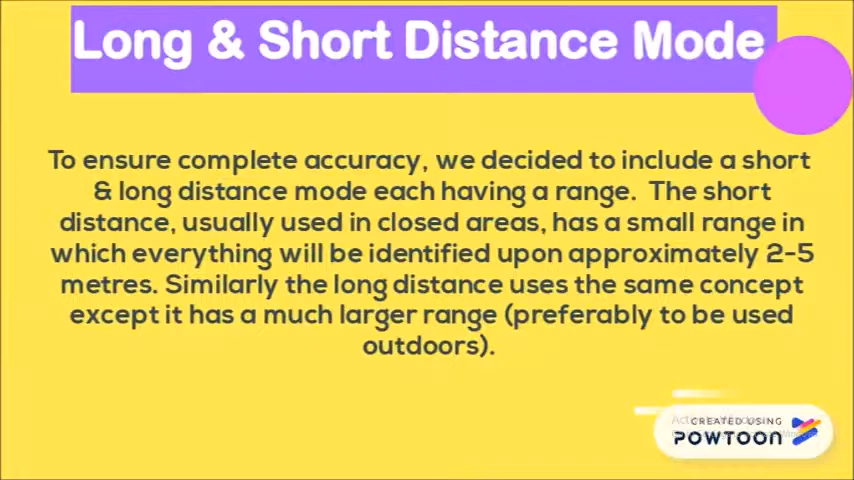 Long & Short Distance Mode
To ensure complete accuracy, we decided to include a short
& long distance mode each having a range. The short
distance, usually used in closed areas, has a small range in
which everything will be identified upon approximately 2-5
metres. Similarly the long distance uses the same concept
except it has a much larger range (preferably to be used
outdoors).
CREATED USING
POWTOON